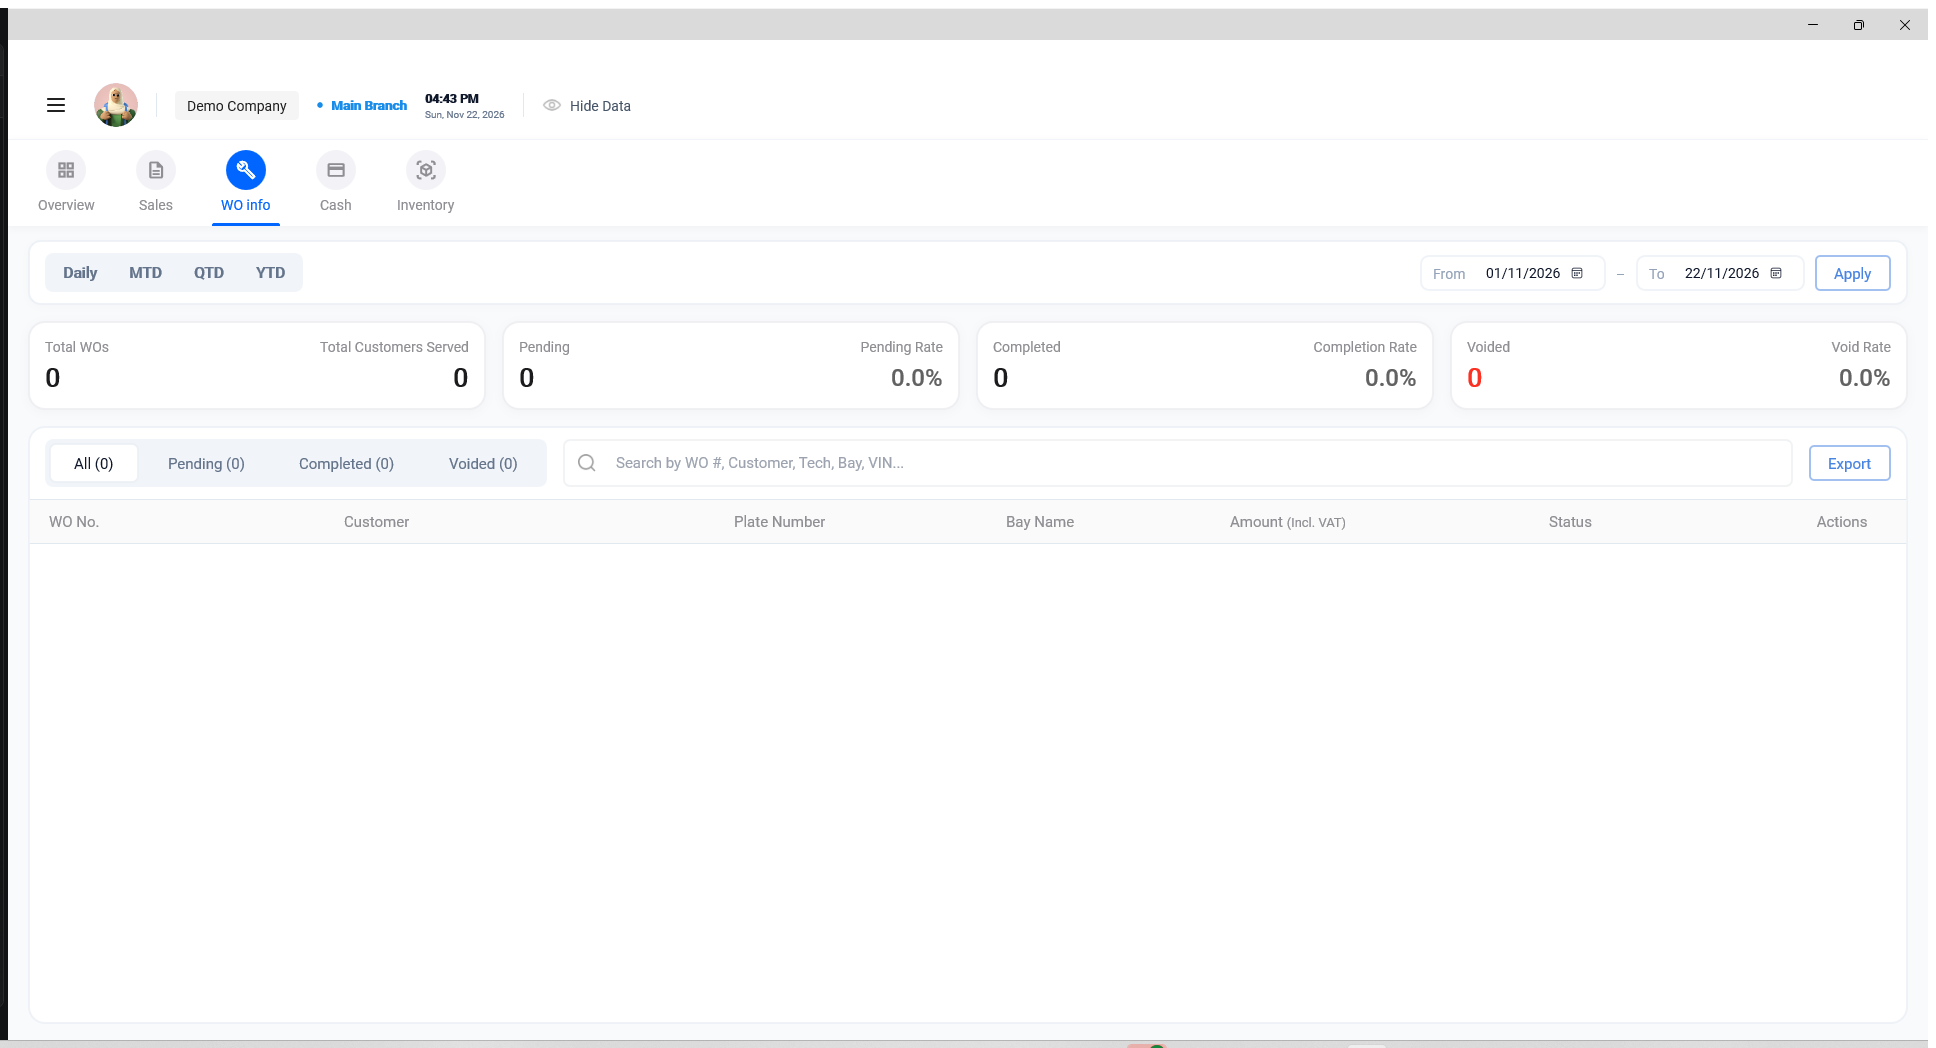 Demo Company
• Main Branch
04:43 PM
Sun, Nov 22, 2026
Hide Data
Overview
Sales
WO info
Cash
Inventory
Daily MTD QTD YTD
From 01/11/2026 – To 22/11/2026 Apply
Total WOs Total Customers Served
0 0
Pending Pending Rate
0 0.0%
Completed Completion Rate
0 0.0%
Voided Void Rate
0 0.0%
All (0) Pending (0) Completed (0) Voided (0) Search by WO #, Customer, Tech, Bay, VIN... Export
WO No. Customer Plate Number Bay Name Amount (Incl. VAT) Status Actions